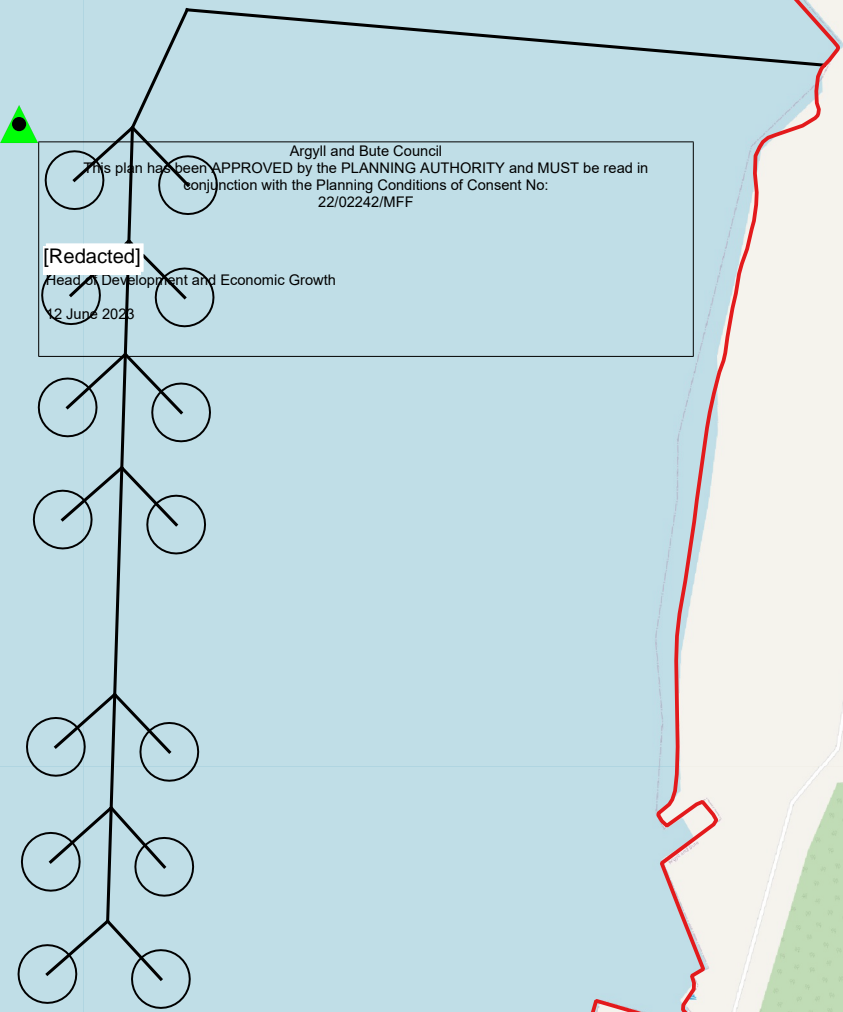 Argyll and Bute Council
This plan has been APPROVED by the PLANNING AUTHORITY and MUST be read in
conjunction with the Planning Conditions of Consent No:
22/02242/MFF
[Redacted]
Head of Development and Economic Growth
12 June 2023